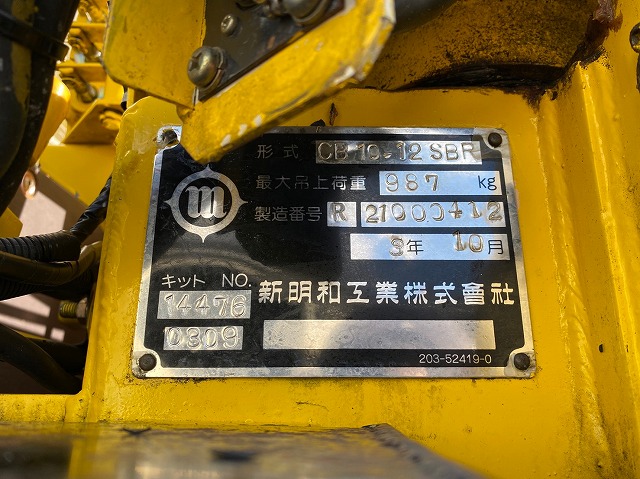 形式 CB 10-12 SBR
最大吊上荷重 987 kg
製造番号 R 21000412
3年 10月
キット NO.
14476
0309
新明和工業株式會社
203-52419-0